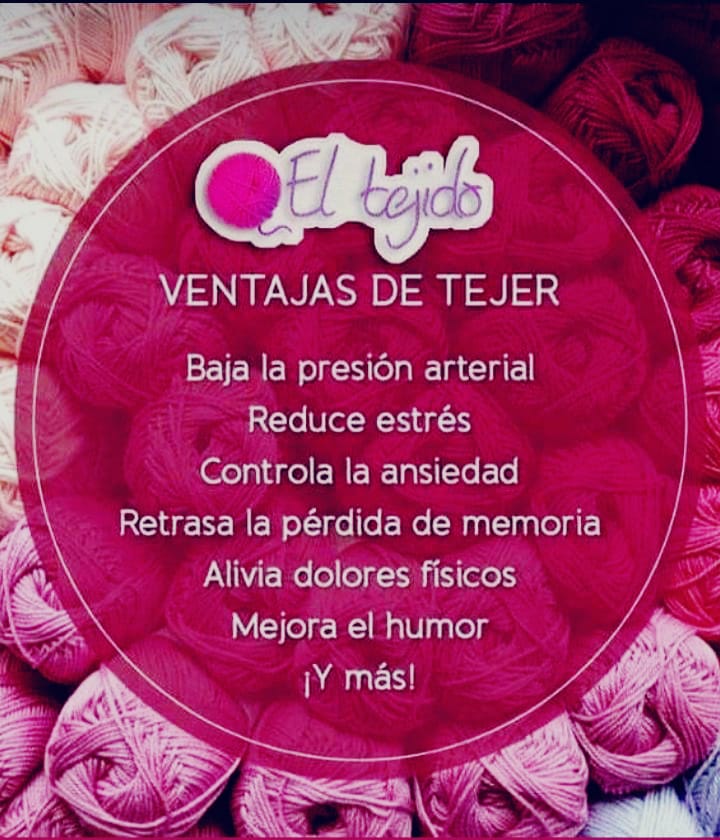 El tejido
VENTAJAS DE TEJER
Baja la presión arterial
Reduce estrés
Controla la ansiedad
Retrasa la pérdida de memoria
Alivia dolores físicos
Mejora el humor
¡Y más!